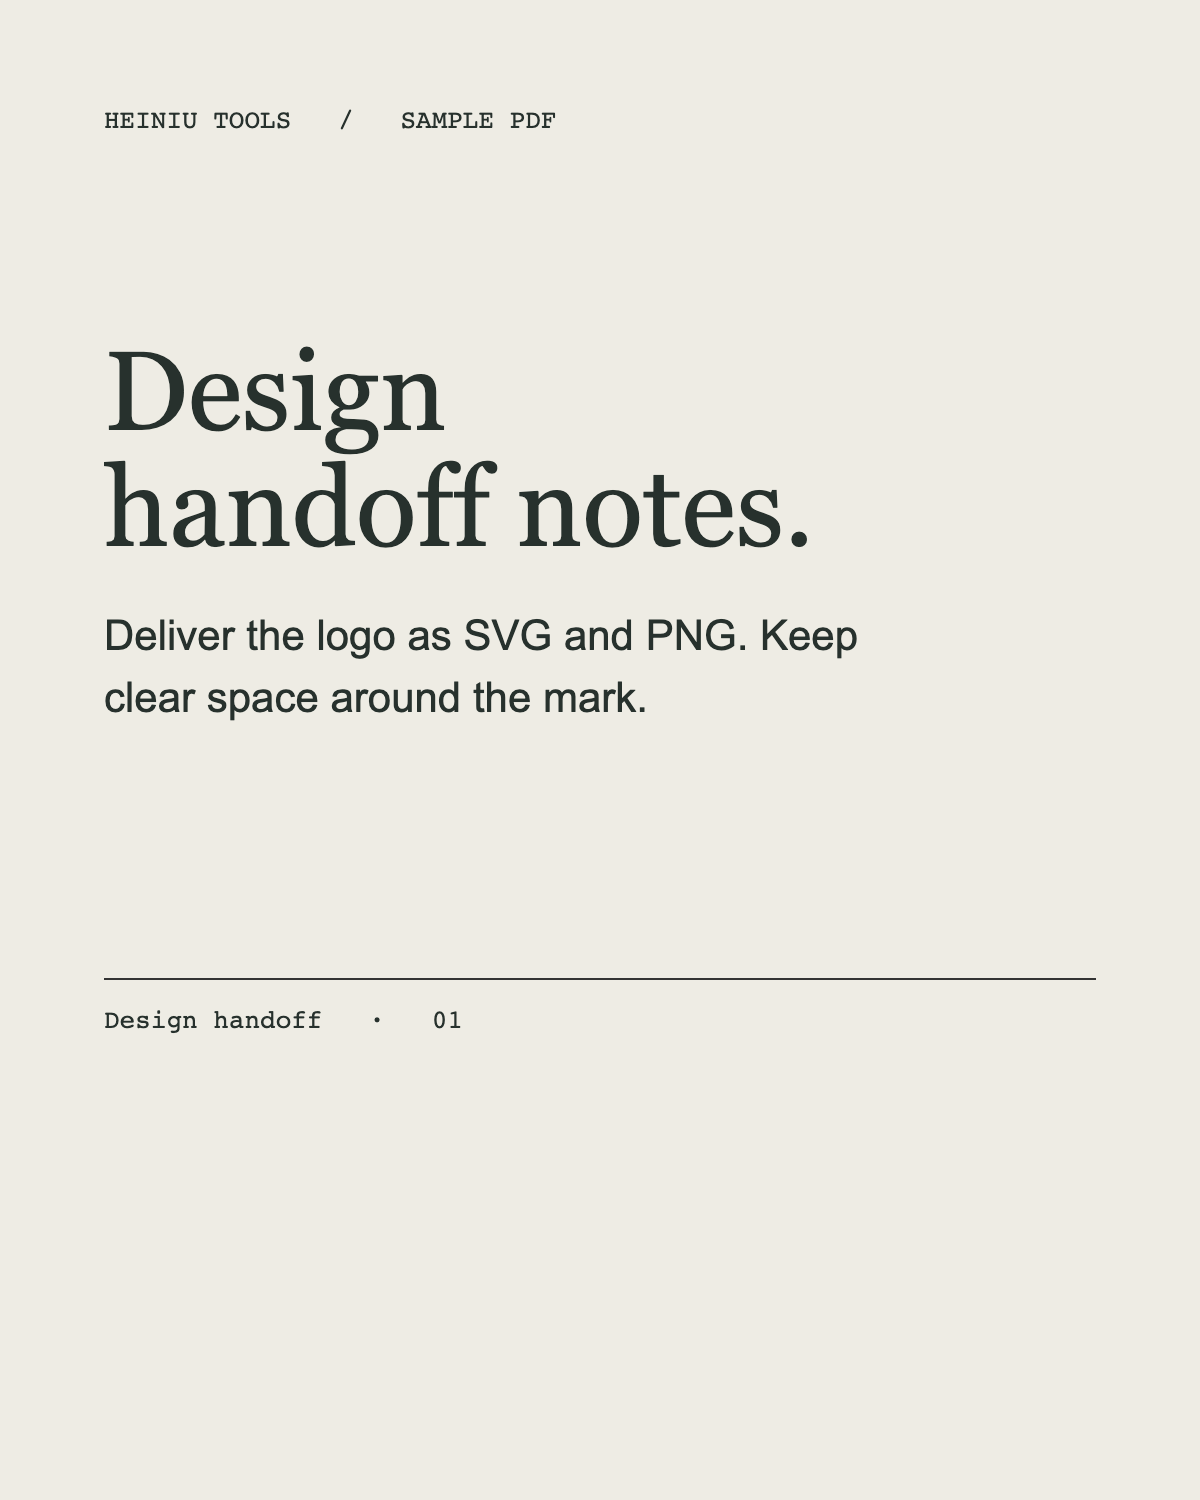 HEINIU TOOLS / SAMPLE PDF
Design
handoff notes.
Deliver the logo as SVG and PNG. Keep
clear space around the mark.
Design handoff · 01